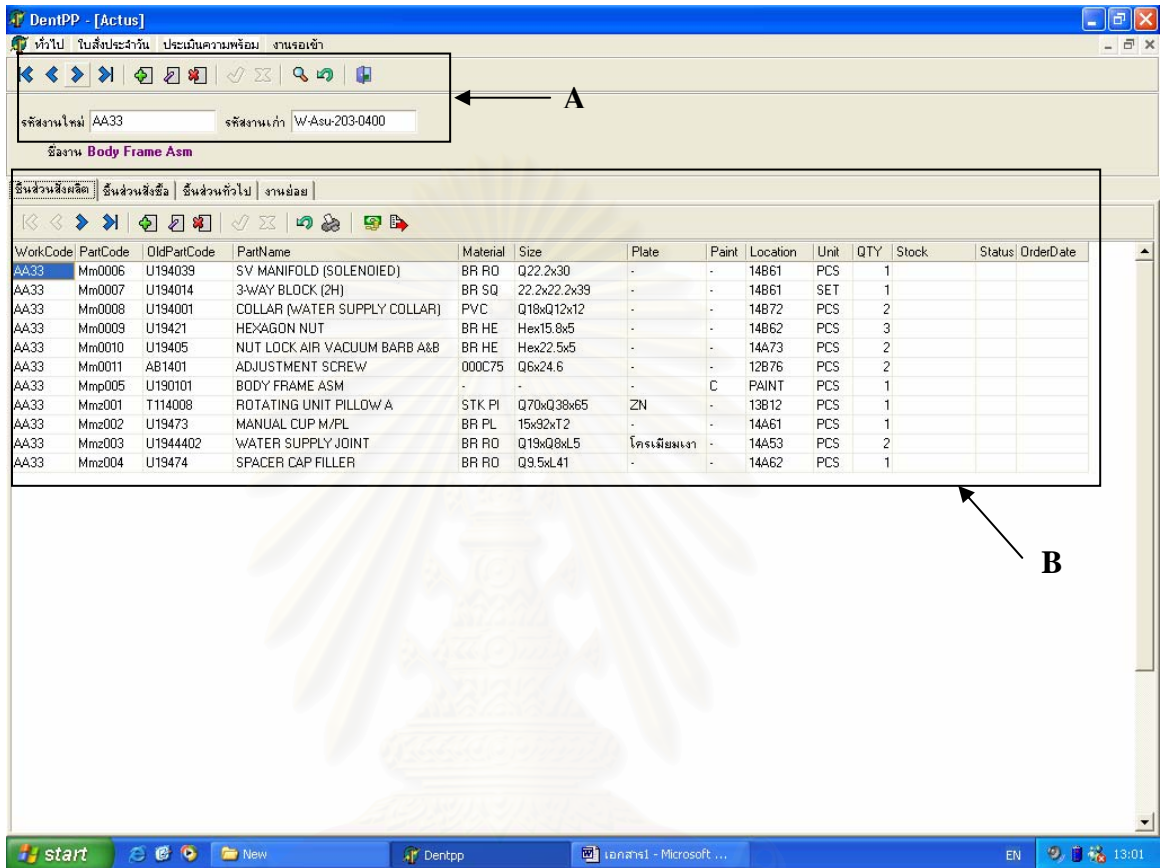 DentPP - [Actus]
ทั่วไป ใบสั่งประจำวัน ประเมินความพร้อม งานรอเข้า
A
รหัสงานใหม่ AA33 รหัสงานเก่า W-Asu-203-0400
ชื่องาน Body Frame Asm
ชิ้นส่วนสั่งผลิต ชิ้นส่วนสั่งซื้อ ชิ้นส่วนทั่วไป งานย่อย
WorkCode PartCode OldPartCode PartName Material Size Plate Paint Location Unit QTY Stock Status OrderDate
AA33 Mm0006 U194039 SV MANIFOLD (SOLENOIED) BR RO Q22.2x30 - - 14B61 PCS 1
AA33 Mm0007 U194014 3-WAY BLOCK (2H) BR SQ 22.2x22.2x39 - - 14B61 SET 1
AA33 Mm0008 U194001 COLLAR (WATER SUPPLY COLLAR) PVC Q18xQ12x12 - - 14B72 PCS 2
AA33 Mm0009 U19421 HEXAGON NUT BR HE Hex15.8x5 - - 14B62 PCS 3
AA33 Mm0010 U19405 NUT LOCK AIR VACUUM BARB A&B BR HE Hex22.5x5 - - 14A73 PCS 2
AA33 Mm0011 AB1401 ADJUSTMENT SCREW 000C75 Q6x24.6 - - 12B76 PCS 2
AA33 Mmp005 U190101 BODY FRAME ASM - - - C PAINT PCS 1
AA33 Mmz001 T114008 ROTATING UNIT PILLOW A STK PI Q70xQ38x65 ZN - 13B12 PCS 1
AA33 Mmz002 U19473 MANUAL CUP M/PL BR PL 15x92xT2 - - 14A61 PCS 1
AA33 Mmz003 U1944402 WATER SUPPLY JOINT BR RO Q19xQ8xL5 โครเมียมเงา - 14A53 PCS 2
AA33 Mmz004 U19474 SPACER CAP FILLER BR RO Q9.5xL41 - - 14A62 PCS 1
B
start New Dentpp เอกสาร1 - Microsoft ... EN 13:01